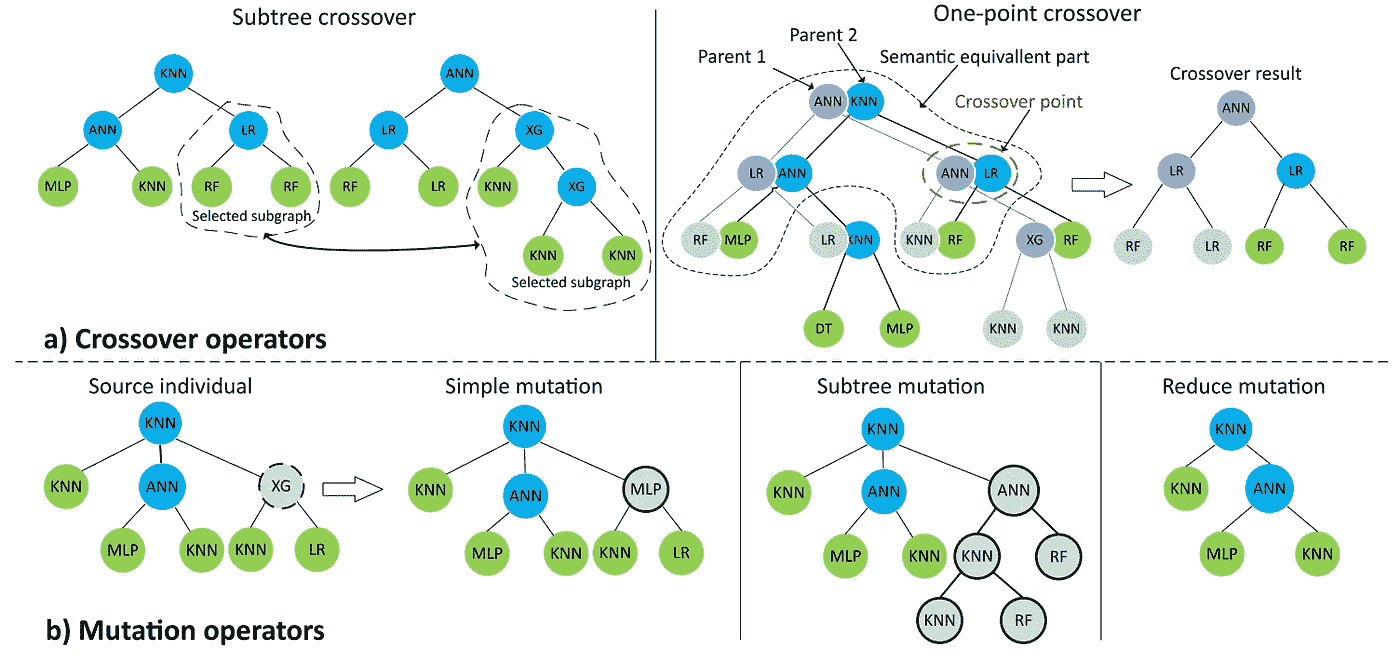 Subtree crossover
KNN
ANN
ANN
LR
LR
XG
MLP
KNN
RF
RF
RF
LR
KNN
XG
Selected subgraph
KNN
KNN
Selected subgraph
One-point crossover
Parent 2
Parent 1
Semantic equivallent part
Crossover point
ANN
KNN
LR
ANN
ANN
LR
RF
MLP
LR
KNN
KNN
RF
XG
RF
DT
MLP
KNN
KNN
Crossover result
ANN
LR
LR
RF
LR
RF
RF
a) Crossover operators
Source individual
KNN
KNN
ANN
XG
MLP
KNN
KNN
LR
Simple mutation
KNN
KNN
ANN
MLP
MLP
KNN
KNN
LR
Subtree mutation
KNN
KNN
ANN
ANN
MLP
KNN
KNN
RF
KNN
RF
Reduce mutation
KNN
KNN
ANN
MLP
KNN
b) Mutation operators